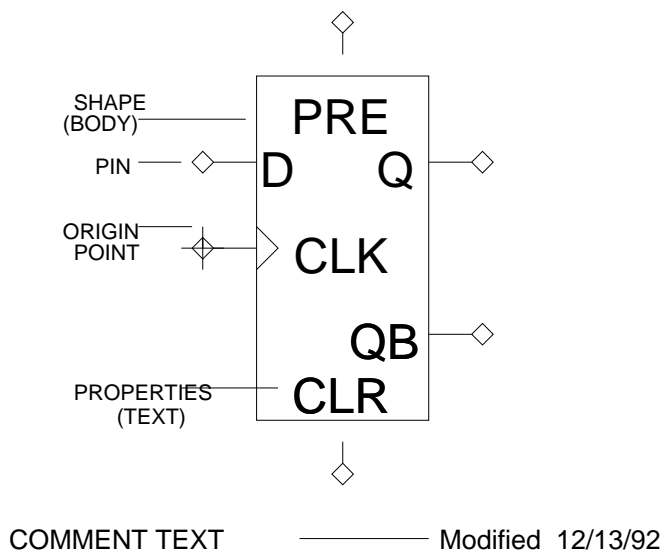 SHAPE
(BODY)
PRE
PIN
D Q
ORIGIN
POINT
CLK
QB
PROPERTIES
(TEXT)
CLR
COMMENT TEXT Modified 12/13/92